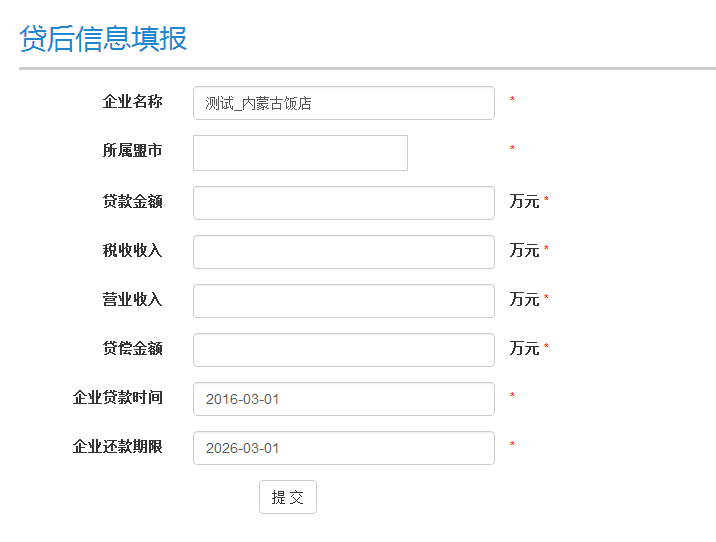 贷后信息填报
企业名称 测试_内蒙古饭店 *
所属盟市 *
贷款金额 万元 *
税收收入 万元 *
营业收入 万元 *
贷偿金额 万元 *
企业贷款时间 2016-03-01 *
企业还款期限 2026-03-01 *
提 交